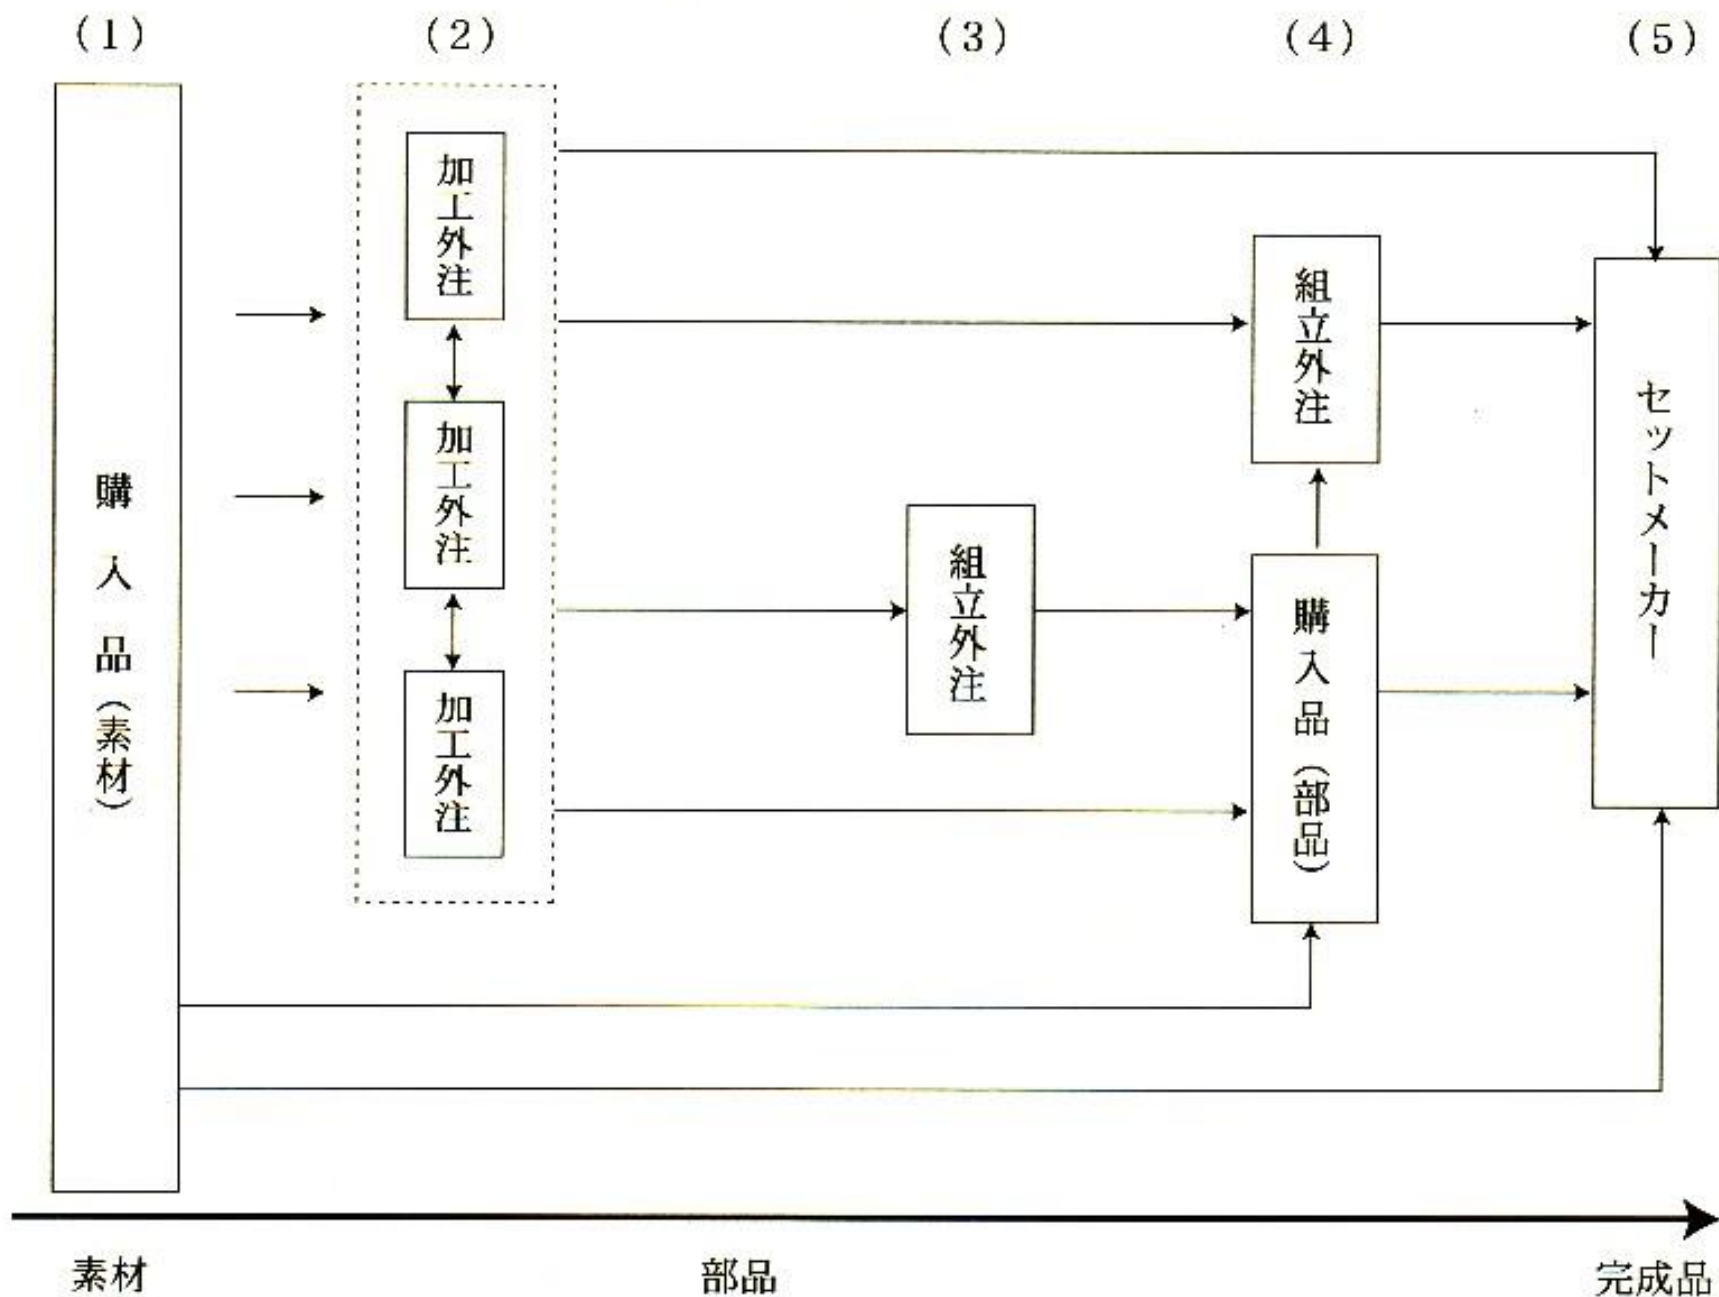 (1)
(2)
(3)
(4)
(5)
購入品(素材)
加工外注
加工外注
加工外注
組立外注
組立外注
購入品(部品)
セットメーカー
素材
部品
完成品